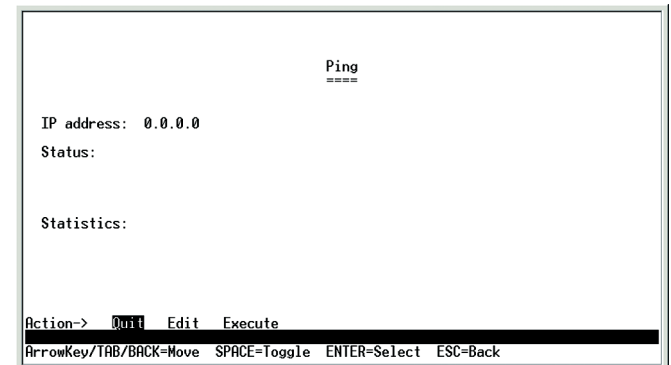 Ping
====
IP address: 0.0.0.0
Status:
Statistics:
Action-> Quit Edit Execute
ArrowKey/TAB/BACK=Move SPACE=Toggle ENTER=Select ESC=Back